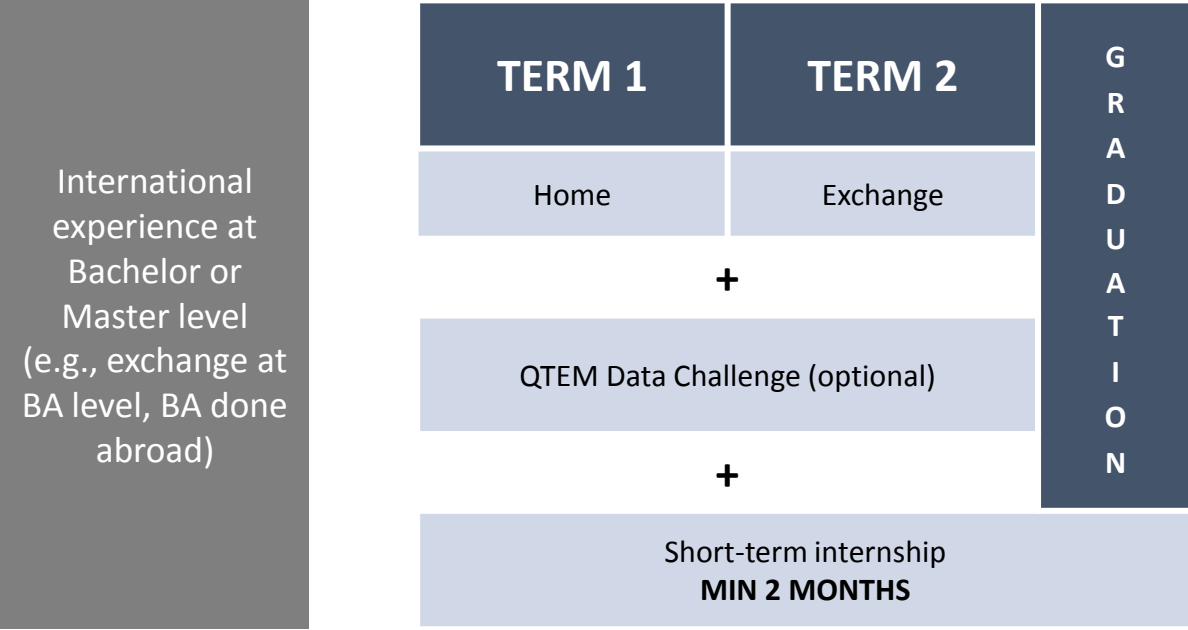 International
experience at
Bachelor or
Master level
(e.g., exchange at
BA level, BA done
abroad)
TERM 1
TERM 2
Home
Exchange
+
QTEM Data Challenge (optional)
+
Short-term internship
MIN 2 MONTHS
G
R
A
D
U
A
T
I
O
N